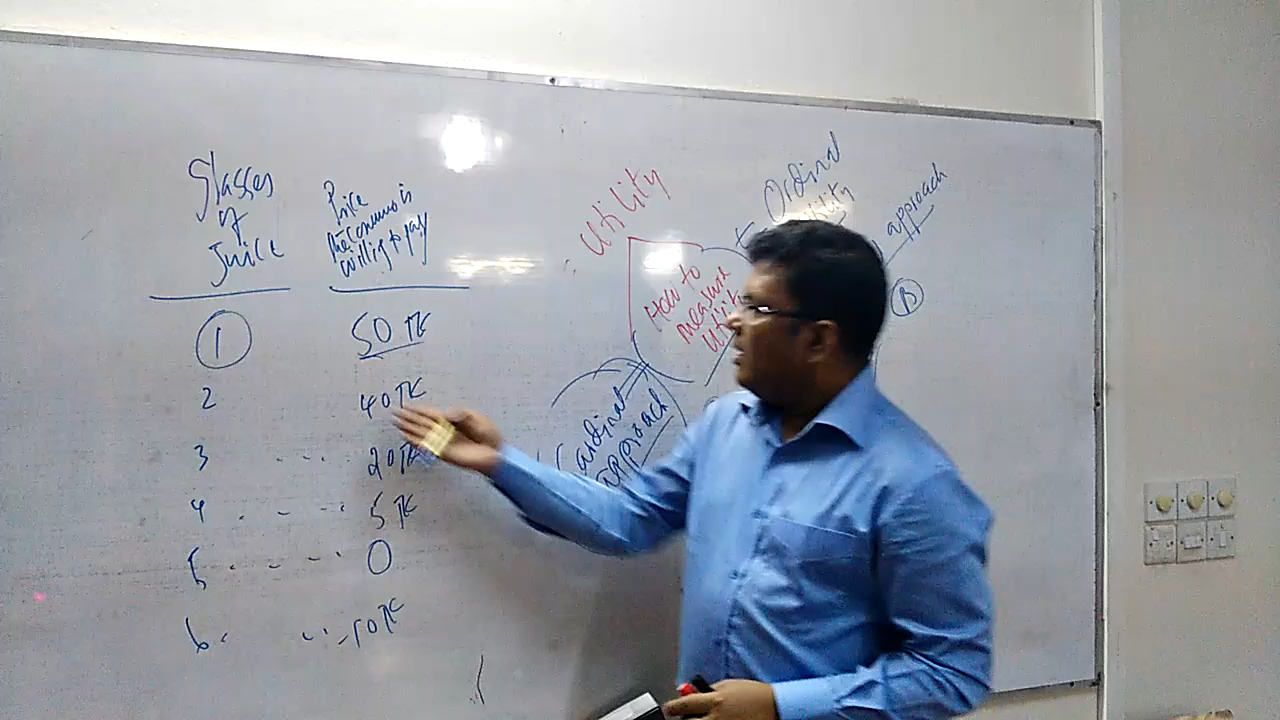 Glasses
of
Juice
Price
the consumer is
willing to pay
1 50 TK
2 40 TK
3 ... 20 TK
4 . - - . 5 TK
5 . - - . 0
6. . . . -10 TK
Utility
How to
measure
Utility
Ordinal
approach
B
Cardinal
approach